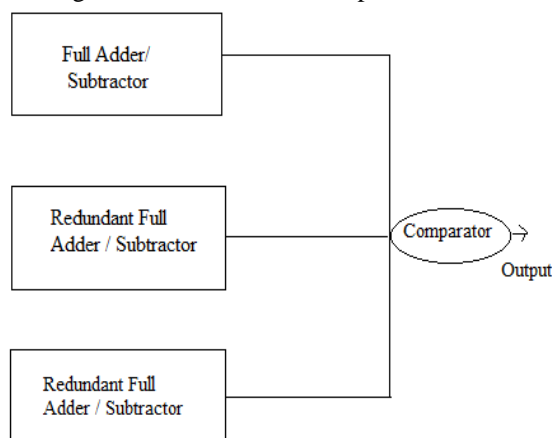 Full Adder/
Subtractor
Redundant Full
Adder / Subtractor
Comparator
Output
Redundant Full
Adder / Subtractor